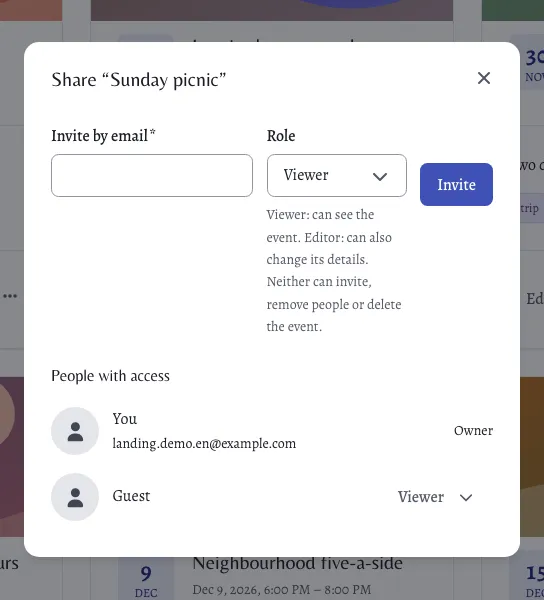 30
NOV
Share “Sunday picnic”
Invite by email*
Role
Viewer
Invite
Viewer: can see the
event. Editor: can also
change its details.
Neither can invite,
remove people or delete
the event.
trip
Ed
People with access
You
landing.demo.en@example.com
Owner
Guest
Viewer
urs
9
DEC
Neighbourhood five-a-side
Dec 9, 2026, 6:00 PM – 8:00 PM
15
DEC